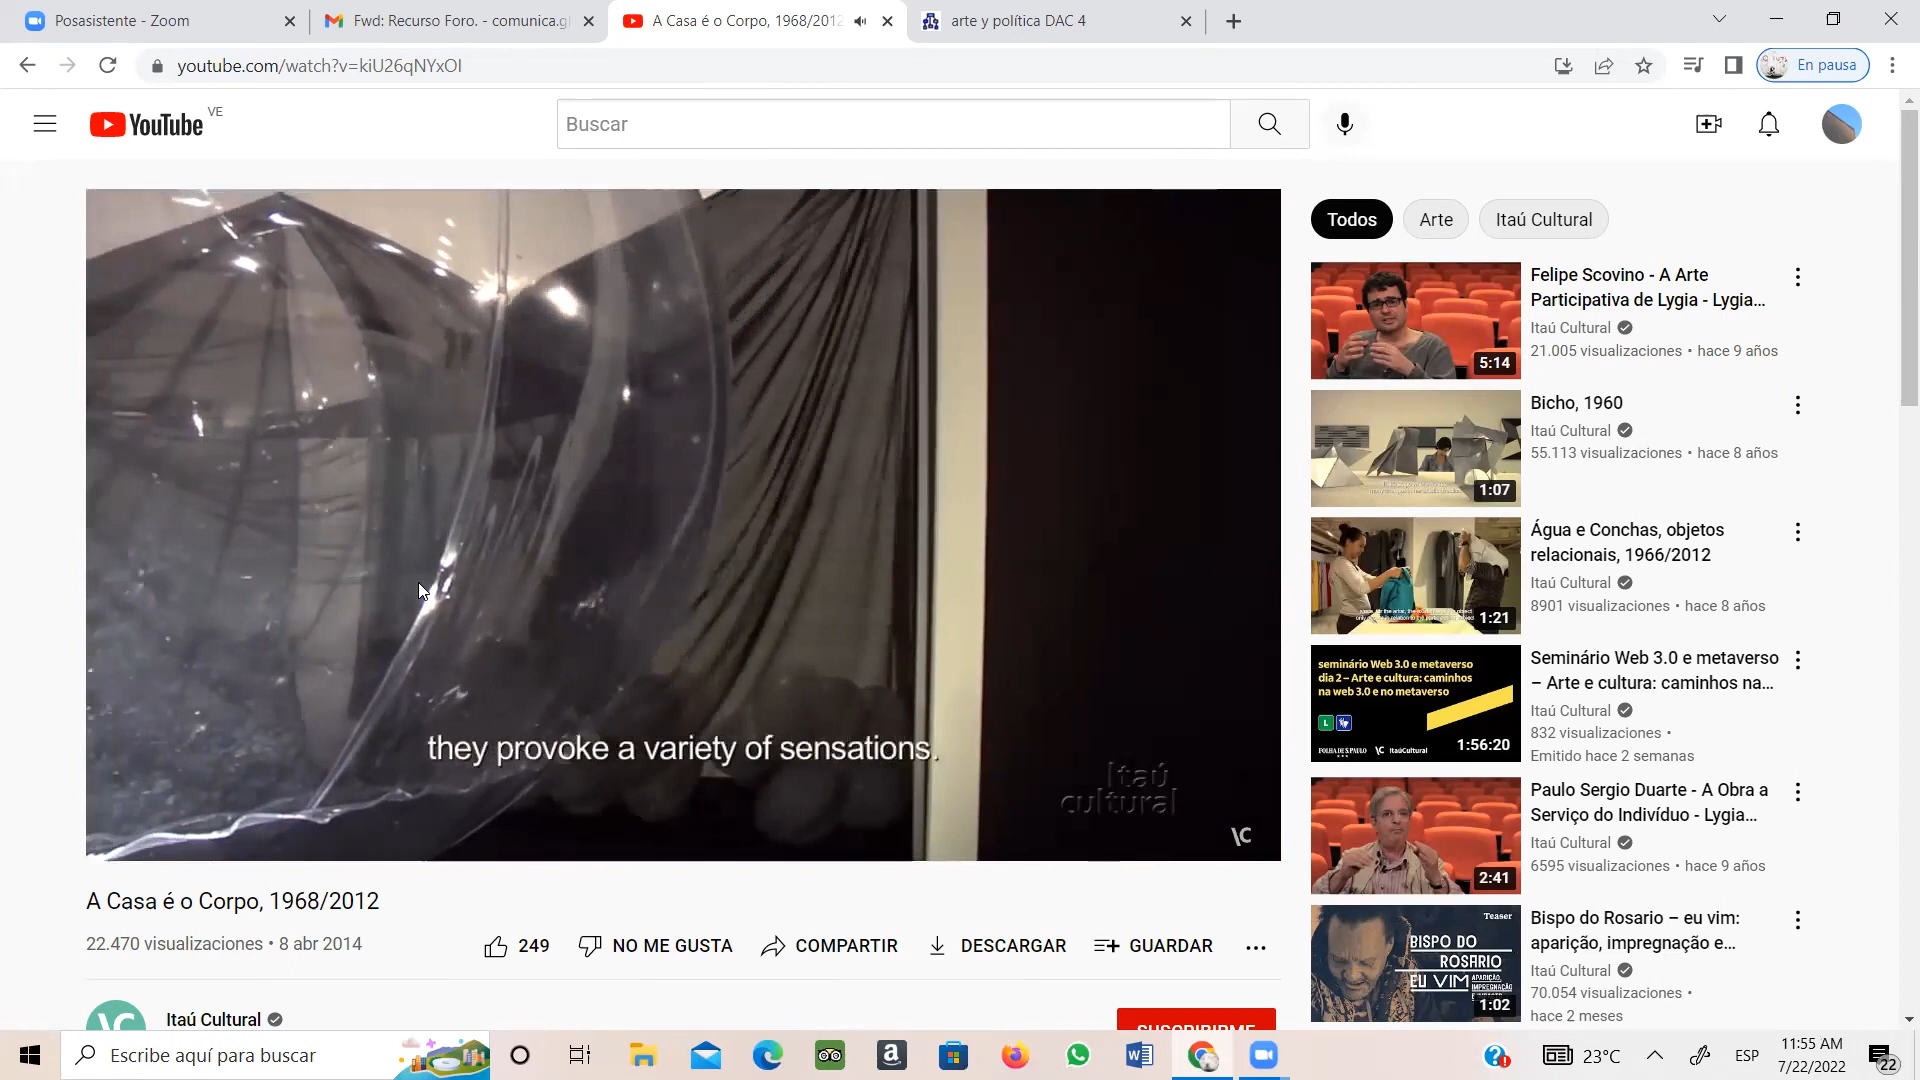 Posasistente - Zoom
Fwd: Recurso Foro. - comunica.g
A Casa é o Corpo, 1968/2012
arte y política DAC 4
youtube.com/watch?v=kiU26qNYxOI
En pausa
YouTube VE
Buscar
they provoke a variety of sensations.
Itaú cultural
\C
A Casa é o Corpo, 1968/2012
22.470 visualizaciones • 8 abr 2014
249 NO ME GUSTA COMPARTIR DESCARGAR GUARDAR
Itaú Cultural
SUSCRIBIRME
Todos Arte Itaú Cultural
5:14
Felipe Scovino - A Arte
Participativa de Lygia - Lygia...
Itaú Cultural
21.005 visualizaciones • hace 9 años
1:07
Bicho, 1960
Itaú Cultural
55.113 visualizaciones • hace 8 años
1:21
Água e Conchas, objetos
relacionais, 1966/2012
Itaú Cultural
8901 visualizaciones • hace 8 años
seminário Web 3.0 e metaverso
dia 2 – Arte e cultura: caminhos
na web 3.0 e no metaverso
FOLHA DE S.PAULO \C ItaúCultural
1:56:20
Seminário Web 3.0 e metaverso
– Arte e cultura: caminhos na...
Itaú Cultural
832 visualizaciones •
Emitido hace 2 semanas
2:41
Paulo Sergio Duarte - A Obra a
Serviço do Indivíduo - Lygia...
Itaú Cultural
6595 visualizaciones • hace 9 años
Teaser
BISPO DO
ROSARIO
EU VIM APARIÇÃO,
IMPREGNAÇÃO
1:02
Bispo do Rosario – eu vim:
aparição, impregnação e...
Itaú Cultural
70.054 visualizaciones •
hace 2 meses
Escribe aquí para buscar
23°C
ESP
11:55 AM
7/22/2022
22